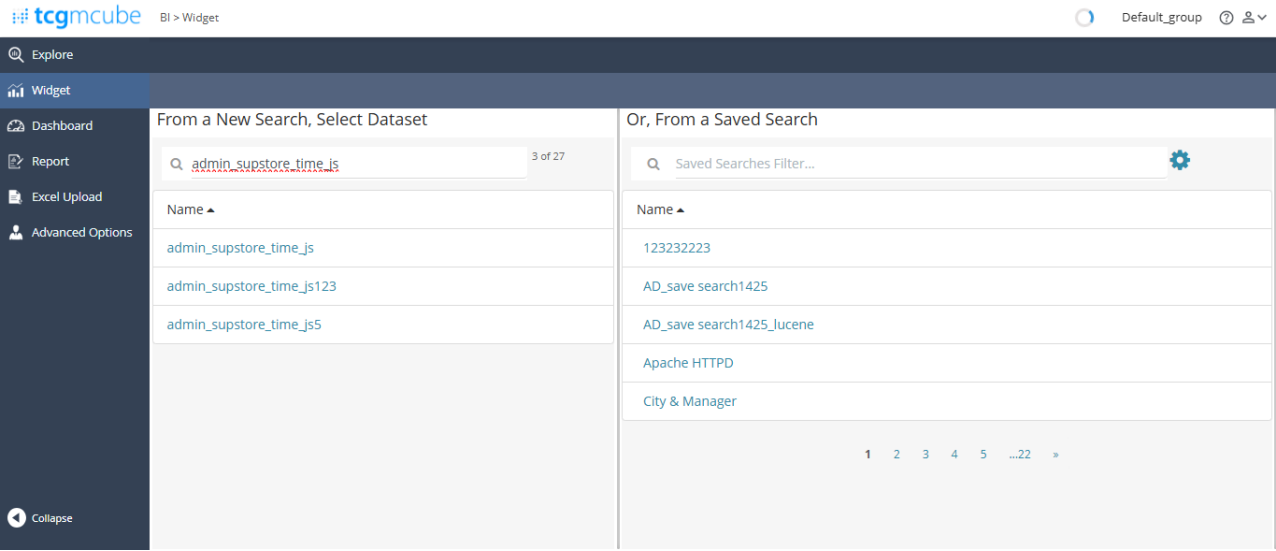 tcgmcube
BI > Widget
Default_group
Explore
Widget
Dashboard
Report
Excel Upload
Advanced Options
Collapse
From a New Search, Select Dataset
admin_supstore_time_js
3 of 27
Name
admin_supstore_time_js
admin_supstore_time_js123
admin_supstore_time_js5
Or, From a Saved Search
Saved Searches Filter...
Name
123232223
AD_save search1425
AD_save search1425_lucene
Apache HTTPD
City & Manager
1 2 3 4 5 ...22 »